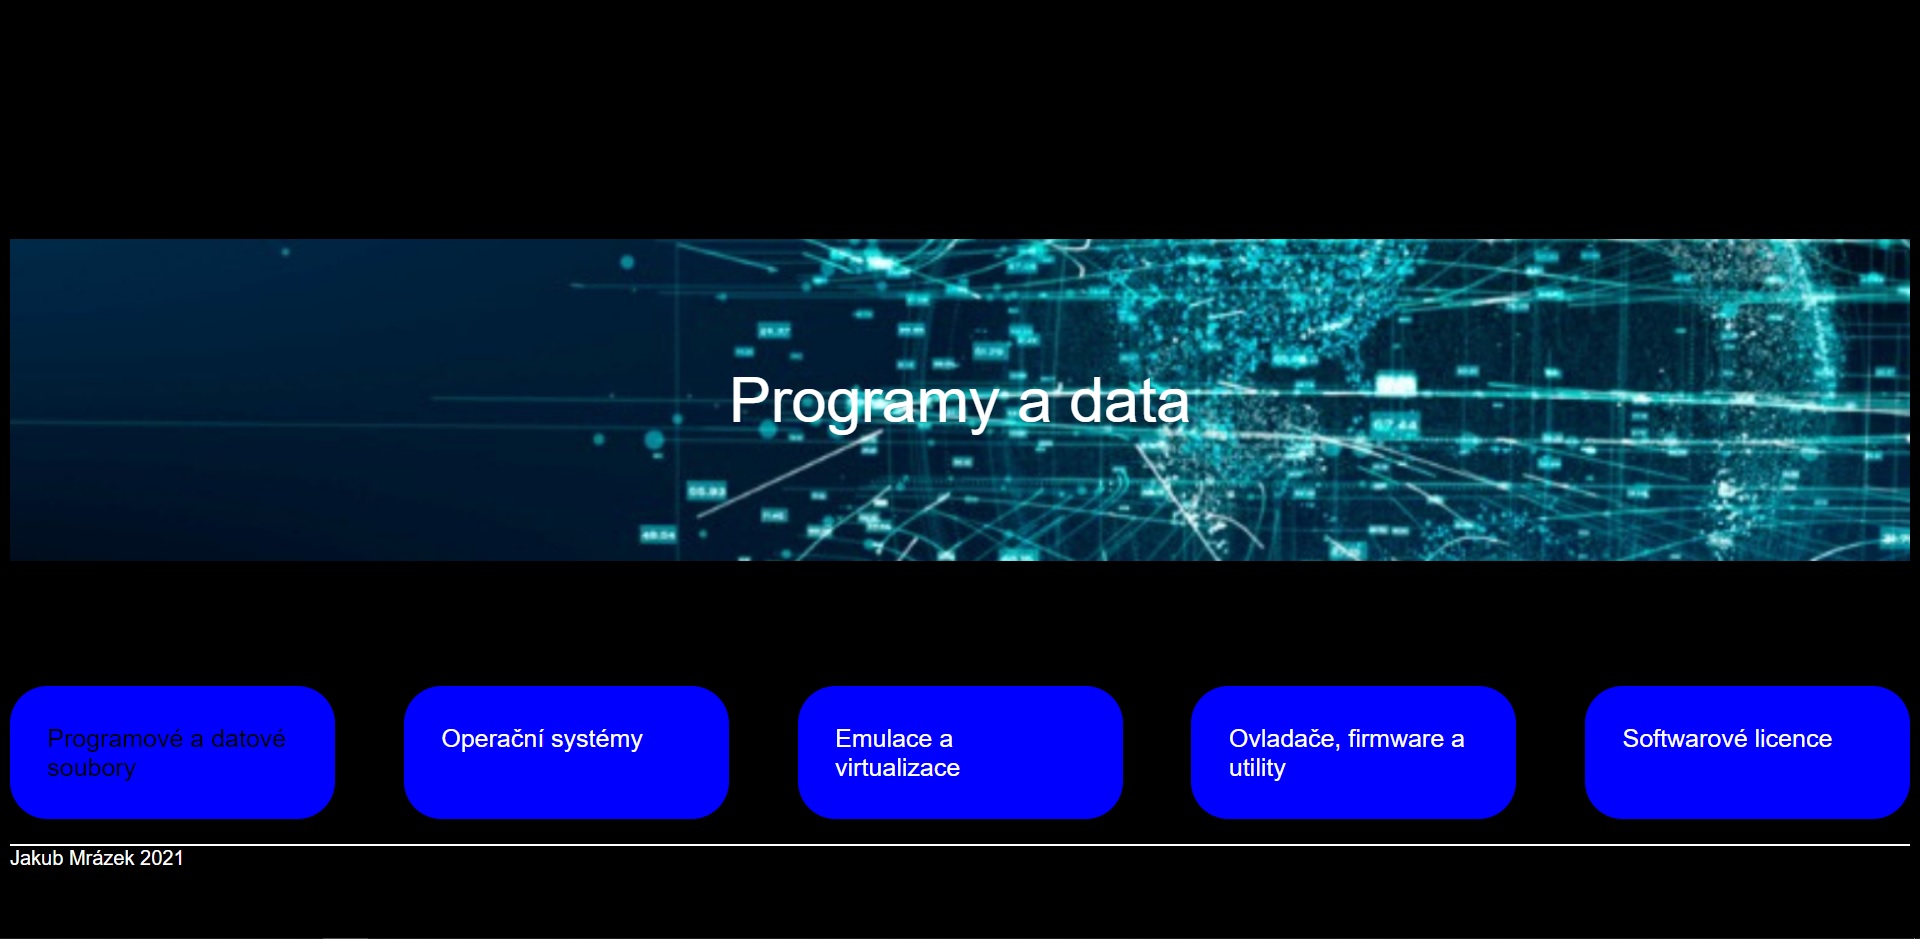 Programy a data
Programové a datové
soubory
Operační systémy
Emulace a
virtualizace
Ovladače, firmware a
utility
Softwarové licence
Jakub Mrázek 2021